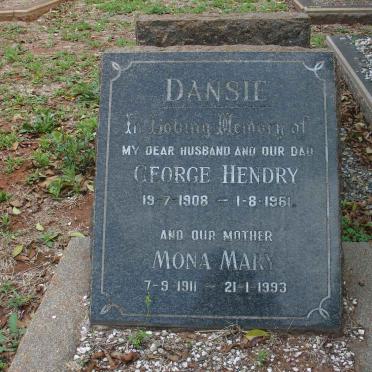 DANSIE
In Loving Memory of
MY DEAR HUSBAND AND OUR DAD
GEORGE HENDRY
19-7-1908 - 1-8-1961.
AND OUR MOTHER
MONA MARY
7-9-1911 - 21-1-1993